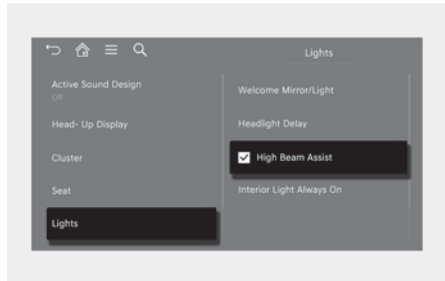 Lights
Active Sound Design
Off
Head- Up Display
Cluster
Seat
Lights
Welcome Mirror/Light
Headlight Delay
High Beam Assist
Interior Light Always On